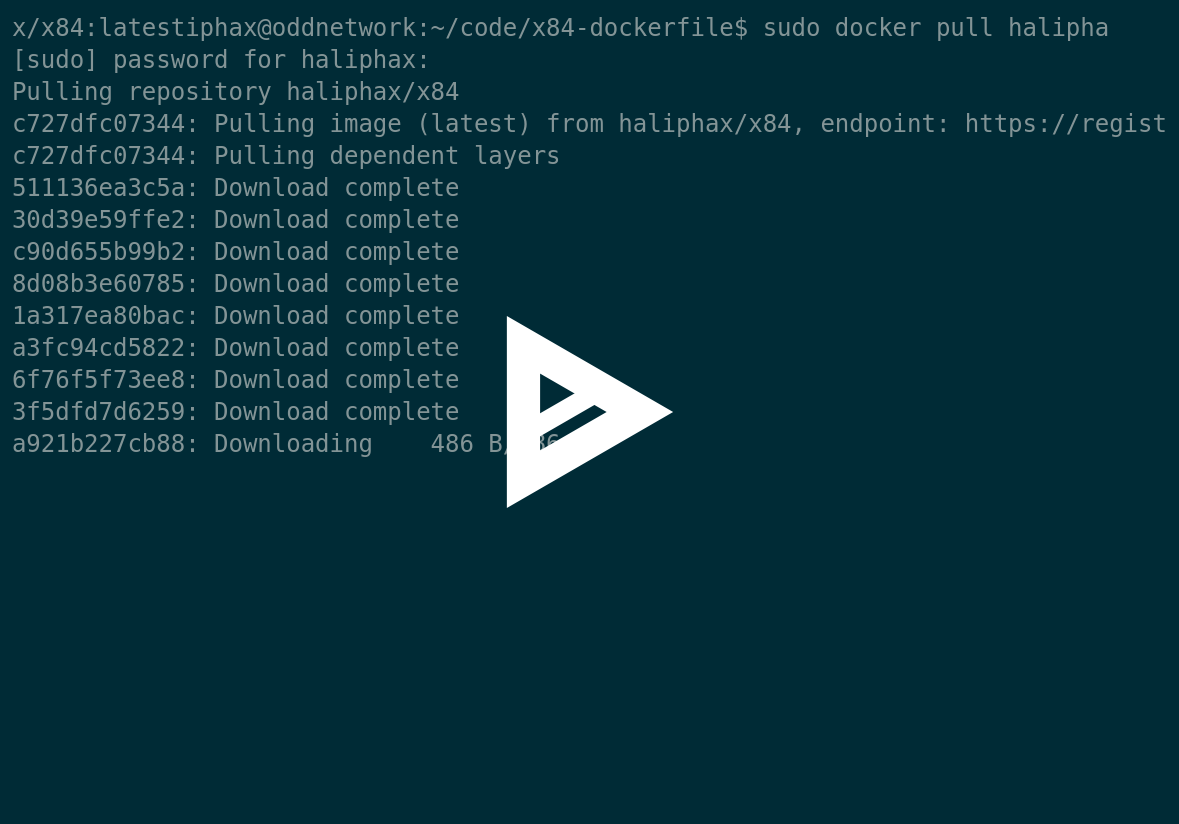 x/x84:latestiphax@oddnetwork:~/code/x84-dockerfile$ sudo docker pull halipha
[sudo] password for haliphax:
Pulling repository haliphax/x84
c727dfc07344: Pulling image (latest) from haliphax/x84, endpoint: https://regist
c727dfc07344: Pulling dependent layers
511136ea3c5a: Download complete
30d39e59ffe2: Download complete
c90d655b99b2: Download complete
8d08b3e60785: Download complete
1a317ea80bac: Download complete
a3fc94cd5822: Download complete
6f76f5f73ee8: Download complete
3f5dfd7d6259: Download complete
a921b227cb88: Downloading    486 B/